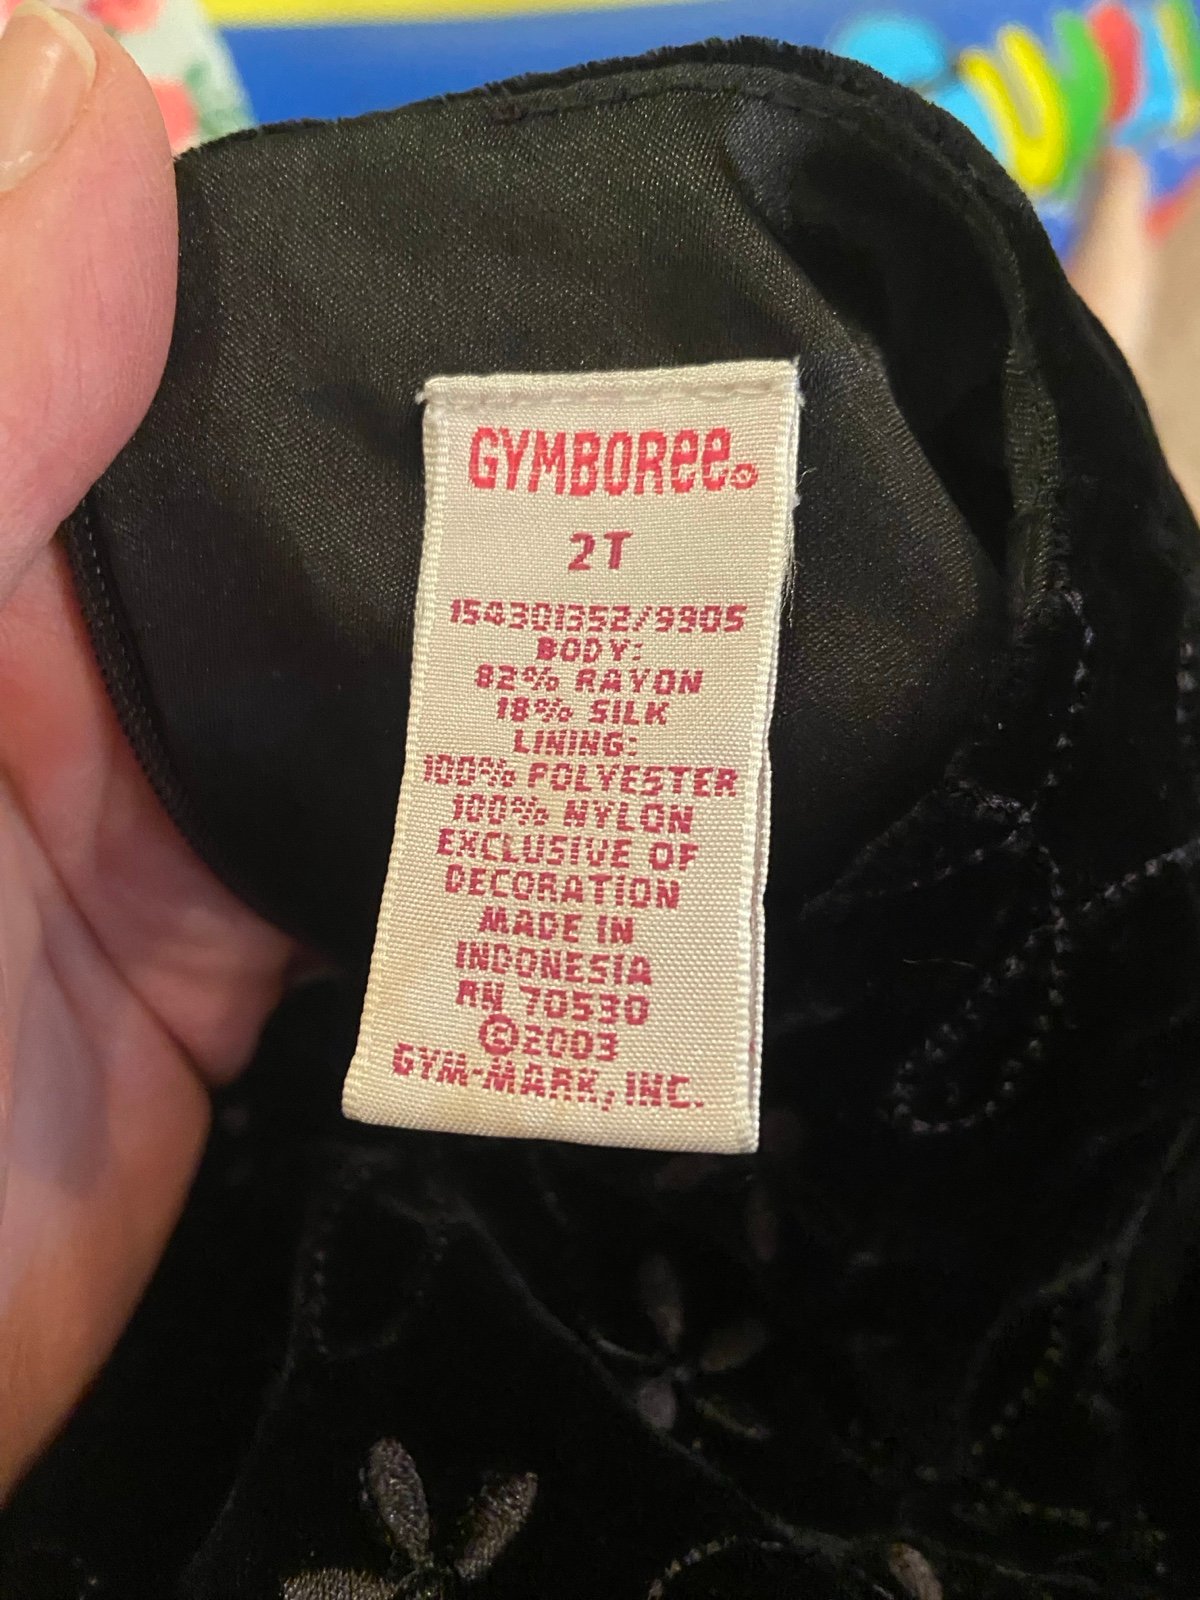 GYMBOREE®
2T
154301352/9905
BODY:
82% RAYON
18% SILK
LINING:
100% POLYESTER
100% NYLON
EXCLUSIVE OF
DECORATION
MADE IN
INDONESIA
RN 70530
©2003
GYM-MARK, INC.